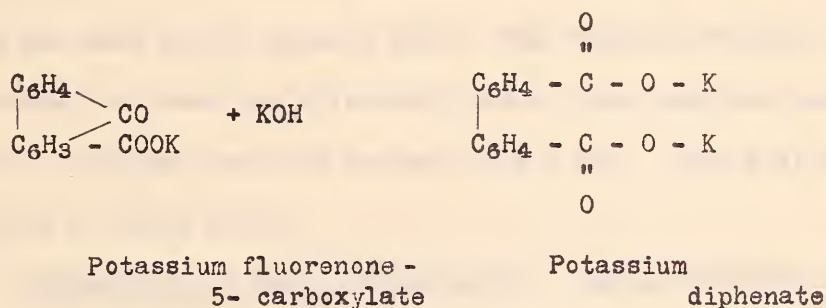 O
"
C6H4 C6H4 - C - O - K
CO + KOH
C6H3 - COOK C6H4 - C - O - K
"
O
Potassium fluorenone - Potassium
5- carboxylate diphenate